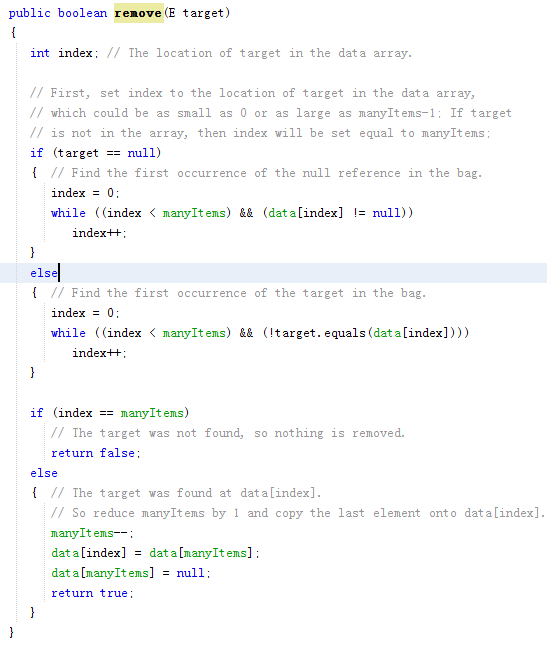 public boolean remove(E target)
{
int index; // The location of target in the data array.
// First, set index to the location of target in the data array,
// which could be as small as 0 or as large as manyItems-1; If target
// is not in the array, then index will be set equal to manyItems;
if (target == null)
{ // Find the first occurrence of the null reference in the bag.
index = 0;
while ((index < manyItems) && (data[index] != null))
index++;
}
else
{ // Find the first occurrence of the target in the bag.
index = 0;
while ((index < manyItems) && (!target.equals(data[index])))
index++;
}
if (index == manyItems)
// The target was not found, so nothing is removed.
return false;
else
{ // The target was found at data[index].
// So reduce manyItems by 1 and copy the last element onto data[index].
manyItems--;
data[index] = data[manyItems];
data[manyItems] = null;
return true;
}
}